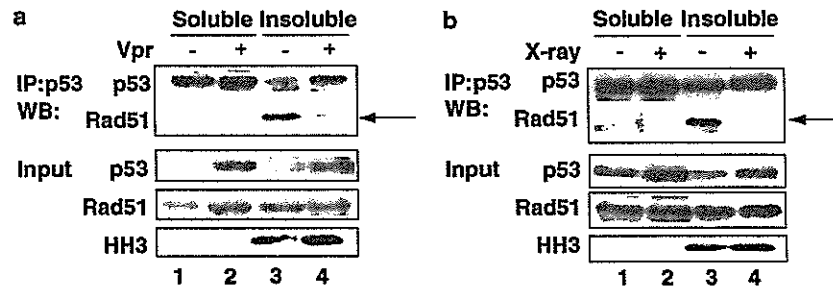 a
Soluble Insoluble
Vpr - + - +
IP:p53 p53
WB:
Rad51
Input p53
Rad51
HH3
1 2 3 4
b
Soluble Insoluble
X-ray - + - +
IP:p53 p53
WB:
Rad51
Input p53
Rad51
HH3
1 2 3 4